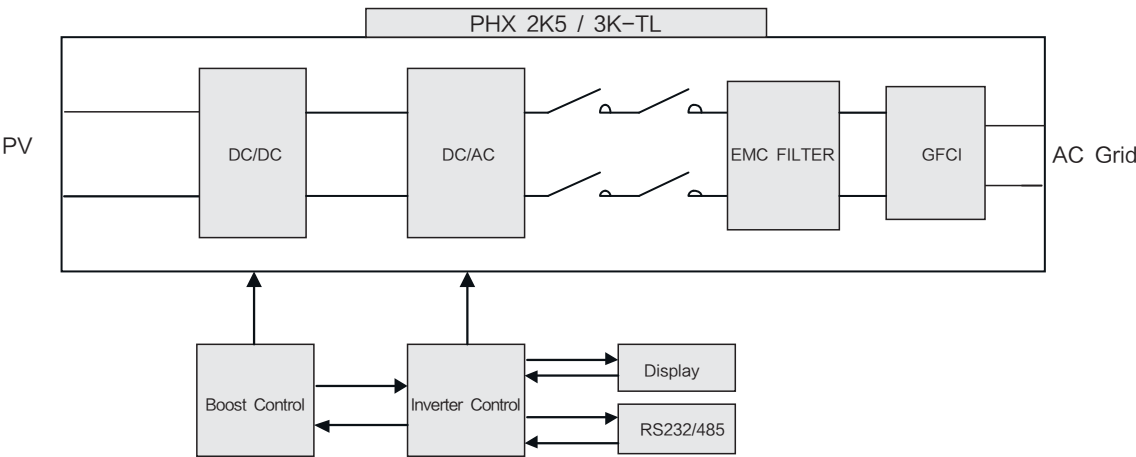 PHX 2K5 / 3K-TL
PV
DC/DC
DC/AC
EMC FILTER
GFCI
AC Grid
Boost Control
Inverter Control
Display
RS232/485